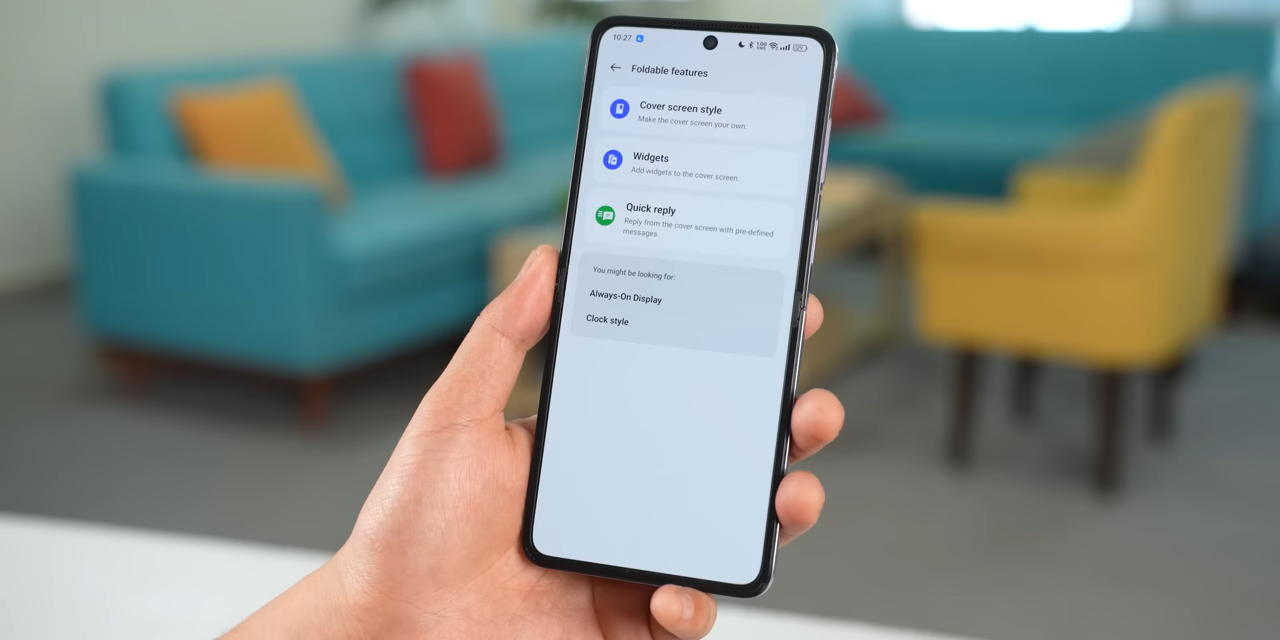 10:27
Foldable features
Cover screen style
Make the cover screen your own.
Widgets
Add widgets to the cover screen.
Quick reply
Reply from the cover screen with pre-defined
messages.
You might be looking for:
Always-On Display
Clock style